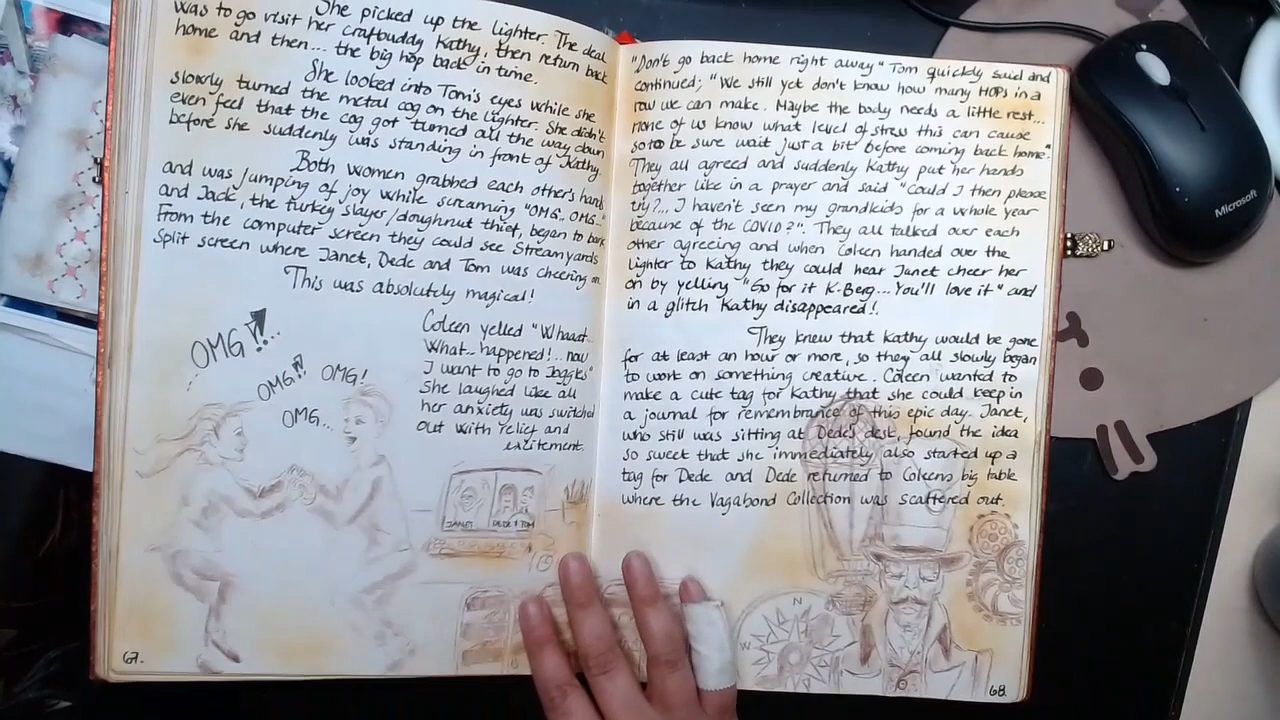 She picked up the lighter. The deal
was to go visit her craftbuddy Kathy, then return back
home and then... the big hop back in time.
She looked into Tom's eyes while she
slowly turned the metal cog on the lighter. She didn't
even feel that the cog got turned all the way down
before she suddenly was standing in front of Kathy.
Both women grabbed each other's hand
and was jumping of joy while screaming "OMG.. OMG..."
and Jack, the turkey slayer/doughnut thief, began to bark
From the computer screen they could see Streamyards
Split screen where Janet, Dede and Tom was cheering on.
This was absolutely magical!
Coleen yelled "Whaaat..
What.. happened!.. now
I want to go to Joggles"
She laughed like all
her anxiety was switched
out with relief and
excitement.
OMG!!...
OMG!!
OMG!
OMG...
JANET
DEDE & TOM
67.
"Don't go back home right away" Tom quickly said and
continued; "We still yet don't know how many HOPs in a
row we can make. Maybe the body needs a little rest...
none of us know what level of stress this can cause
so to be sure wait just a bit before coming back home".
They all agreed and suddenly Kathy put her hands
together like in a prayer and said "Could I then please
try?... I haven't seen my grandkids for a whole year
because of the COVID?". They all talked over each
other agreeing and when Coleen handed over the
lighter to Kathy they could hear Janet cheer her
on by yelling "Go for it K-Berg... You'll love it" and
in a glitch Kathy disappeared!.
They knew that Kathy would be gone
for at least an hour or more, so they all slowly began
to work on something creative. Coleen wanted to
make a cute tag for Kathy that she could keep in
a journal for remembrance of this epic day. Janet,
who still was sitting at Dede's desk, found the idea
so sweet that she immediately also started up a
tag for Dede and Dede returned to Coleens big table
where the Vagabond Collection was scattered out.
N
W
68.
Microsoft